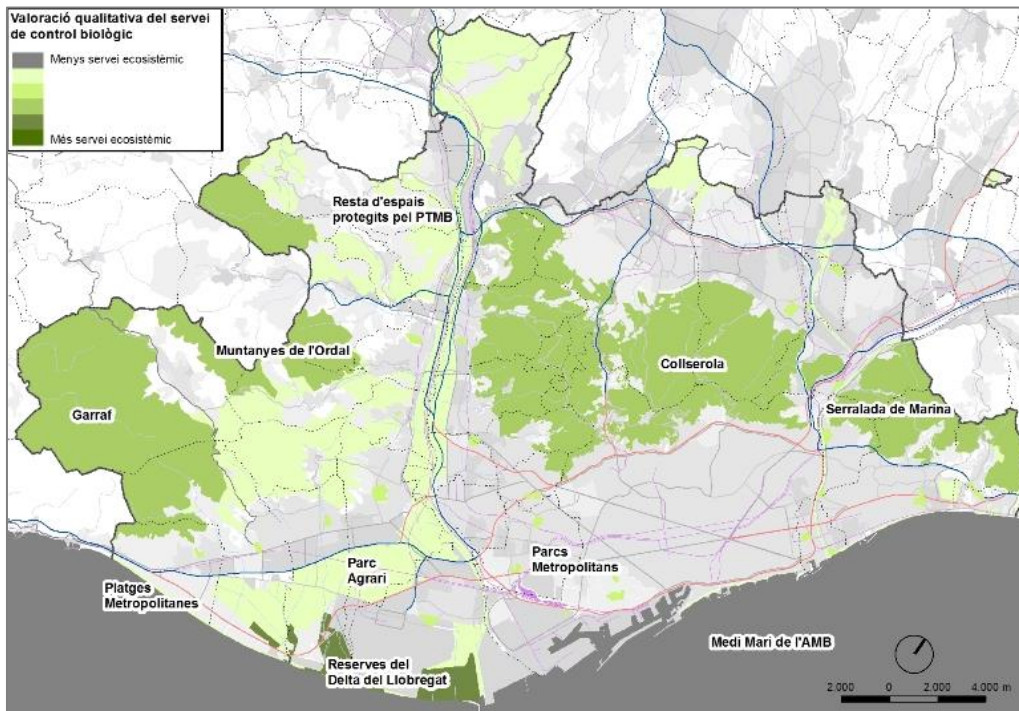 Valoració qualitativa del servei
de control biològic
Menys servei ecosistèmic
Més servei ecosistèmic
Resta d'espais
protegits pel PTMB
Muntanyes de l'Ordal
Garraf
Collserola
Serralada de Marina
Parc
Agrari
Parcs
Metropolitans
Platges
Metropolitanes
Reserves del
Delta del Llobregat
Medi Marí de l'AMB
2.000 0 2.000 4.000 m